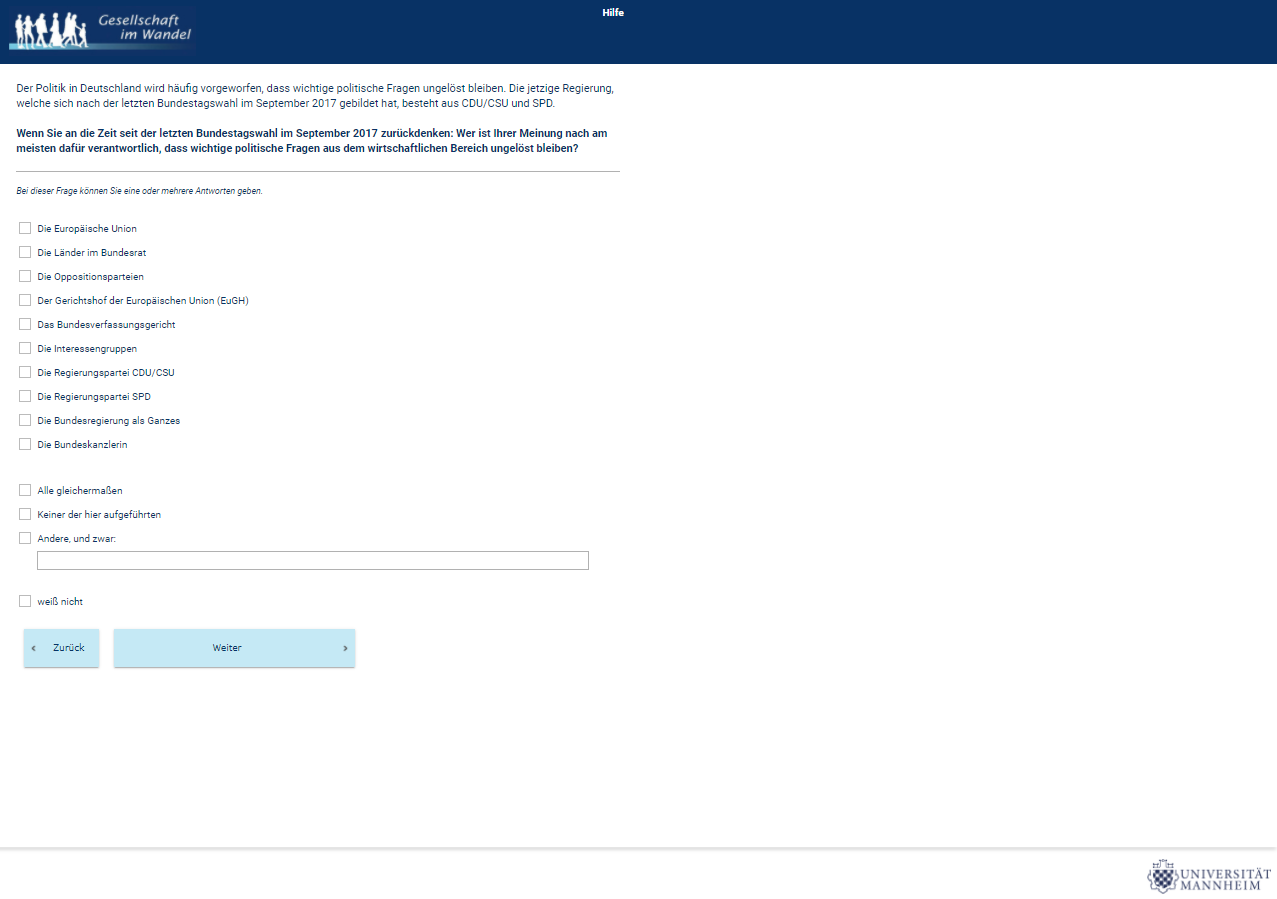 Gesellschaft
im Wandel
Hilfe
Der Politik in Deutschland wird häufig vorgeworfen, dass wichtige politische Fragen ungelöst bleiben. Die jetzige Regierung,
welche sich nach der letzten Bundestagswahl im September 2017 gebildet hat, besteht aus CDU/CSU und SPD.
Wenn Sie an die Zeit seit der letzten Bundestagswahl im September 2017 zurückdenken: Wer ist Ihrer Meinung nach am
meisten dafür verantwortlich, dass wichtige politische Fragen aus dem wirtschaftlichen Bereich ungelöst bleiben?
Bei dieser Frage können Sie eine oder mehrere Antworten geben.
Die Europäische Union
Die Länder im Bundesrat
Die Oppositionsparteien
Der Gerichtshof der Europäischen Union (EuGH)
Das Bundesverfassungsgericht
Die Interessengruppen
Die Regierungspartei CDU/CSU
Die Regierungspartei SPD
Die Bundesregierung als Ganzes
Die Bundeskanzlerin
Alle gleichermaßen
Keiner der hier aufgeführten
Andere, und zwar:
weiß nicht
‹ Zurück
Weiter ›
UNIVERSITÄT
MANNHEIM